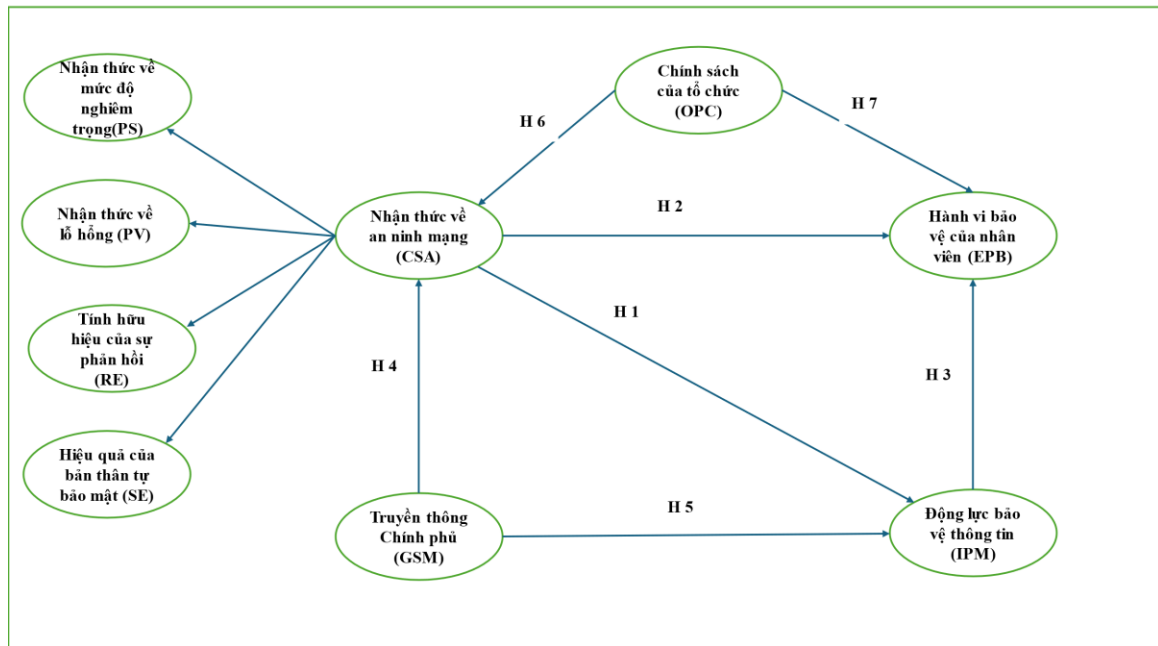 Nhận thức về
mức độ
nghiêm
trọng(PS)
Chính sách
của tổ chức
(OPC)
H 6
H 7
Nhận thức về
lỗ hổng (PV)
Nhận thức về
an ninh mạng
(CSA)
H 2
Hành vi bảo
vệ của nhân
viên (EPB)
Tính hữu
hiệu của sự
phản hồi
(RE)
H 1
H 4
H 3
Hiệu quả của
bản thân tự
bảo mật (SE)
Truyền thông
Chính phủ
(GSM)
H 5
Động lực bảo
vệ thông tin
(IPM)